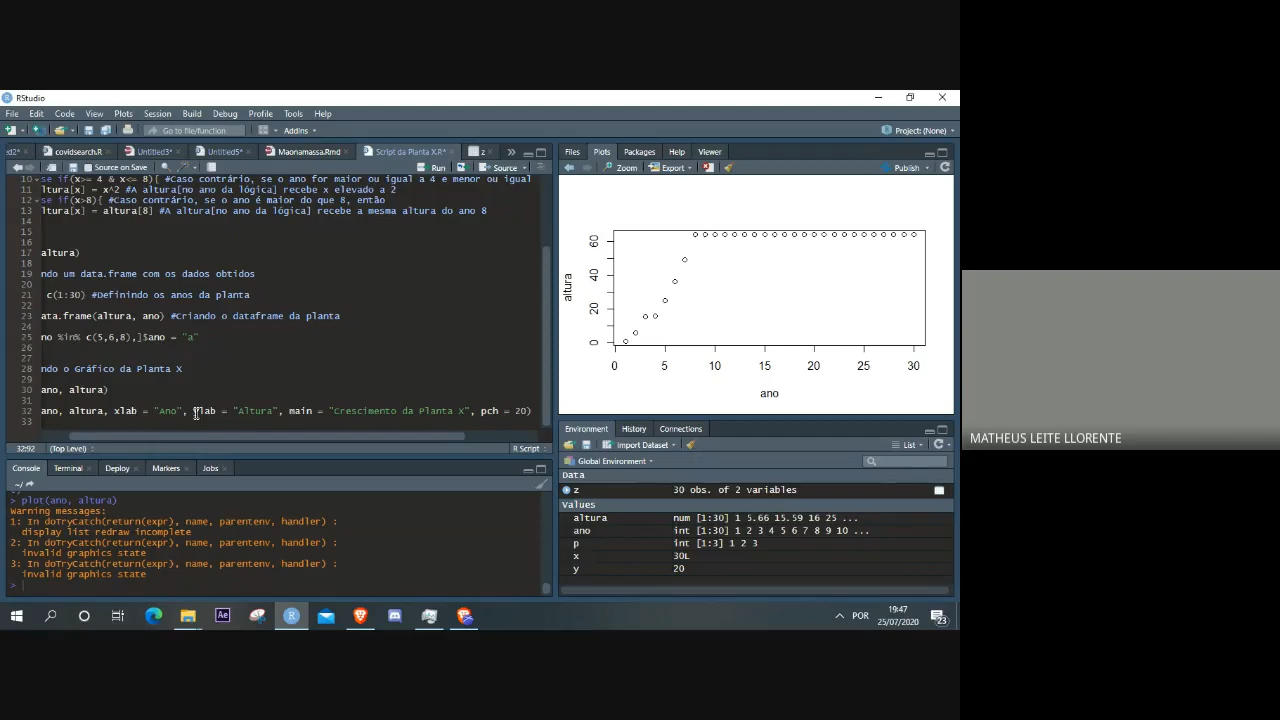 RStudio
File Edit Code View Plots Session Build Debug Profile Tools Help
Go to file/function Addins Project: (None)
ed2* covidsearch.R Untitled3* Untitled5* Maonamassa.Rmd Script da Planta X.R* z
Source on Save Run Source
10 se if(x>= 4 & x<= 8){ #Caso contrário, se o ano for maior ou igual a 4 e menor ou igual
11 ltura[x] = x^2 #A altura[no ano da lógica] recebe x elevado a 2
12 se if(x>8){ #Caso contrário, se o ano é maior do que 8, então
13 ltura[x] = altura[8] #A altura[no ano da lógica] recebe a mesma altura do ano 8
14
15
16
17 altura)
18
19 ndo um data.frame com os dados obtidos
20
21 c(1:30) #Definindo os anos da planta
22
23 ata.frame(altura, ano) #Criando o dataframe da planta
24
25 no %in% c(5,6,8),]$ano = "a"
26
27
28 ndo o Gráfico da Planta X
29
30 ano, altura)
31
32 ano, altura, xlab = "Ano", ylab = "Altura", main = "Crescimento da Planta X", pch = 20)
33
32:92 (Top Level) R Script
Console Terminal Deploy Markers Jobs
~/
> plot(ano, altura)
Warning messages:
1: In doTryCatch(return(expr), name, parentenv, handler) :
display list redraw incomplete
2: In doTryCatch(return(expr), name, parentenv, handler) :
invalid graphics state
3: In doTryCatch(return(expr), name, parentenv, handler) :
invalid graphics state
>
Files Plots Packages Help Viewer
Zoom Export Publish
altura
60
40
20
0
0 5 10 15 20 25 30
ano
Environment History Connections
Import Dataset List
Global Environment
Data
z 30 obs. of 2 variables
Values
altura num [1:30] 1 5.66 15.59 16 25 ...
ano int [1:30] 1 2 3 4 5 6 7 8 9 10 ...
p int [1:3] 1 2 3
x 30L
y 20
MATHEUS LEITE LLORENTE
Ae R POR 19:47
25/07/2020 23